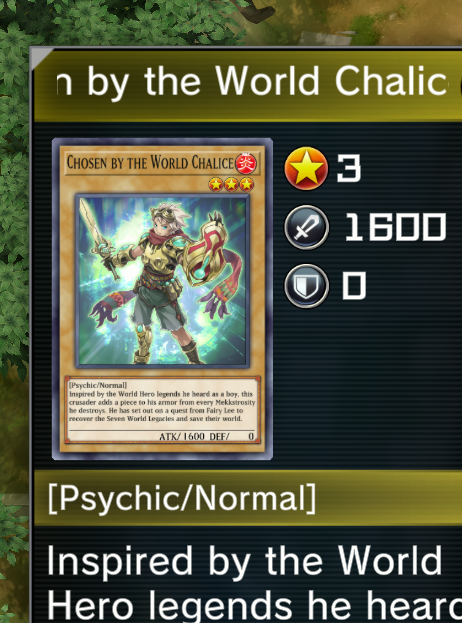 n by the World Chalic
CHOSEN BY THE WORLD CHALICE 炎
3
1600
0
[Psychic/Normal]
Inspired by the World Hero legends he heard as a boy, this
crusader adds a piece to his armor from every Mekkstrosity
he destroys. He has set out on a quest from Fairy Lee to
recover the Seven World Legacies and save their world.
ATK/ 1600 DEF/ 0
[Psychic/Normal]
Inspired by the World
Hero legends he heard